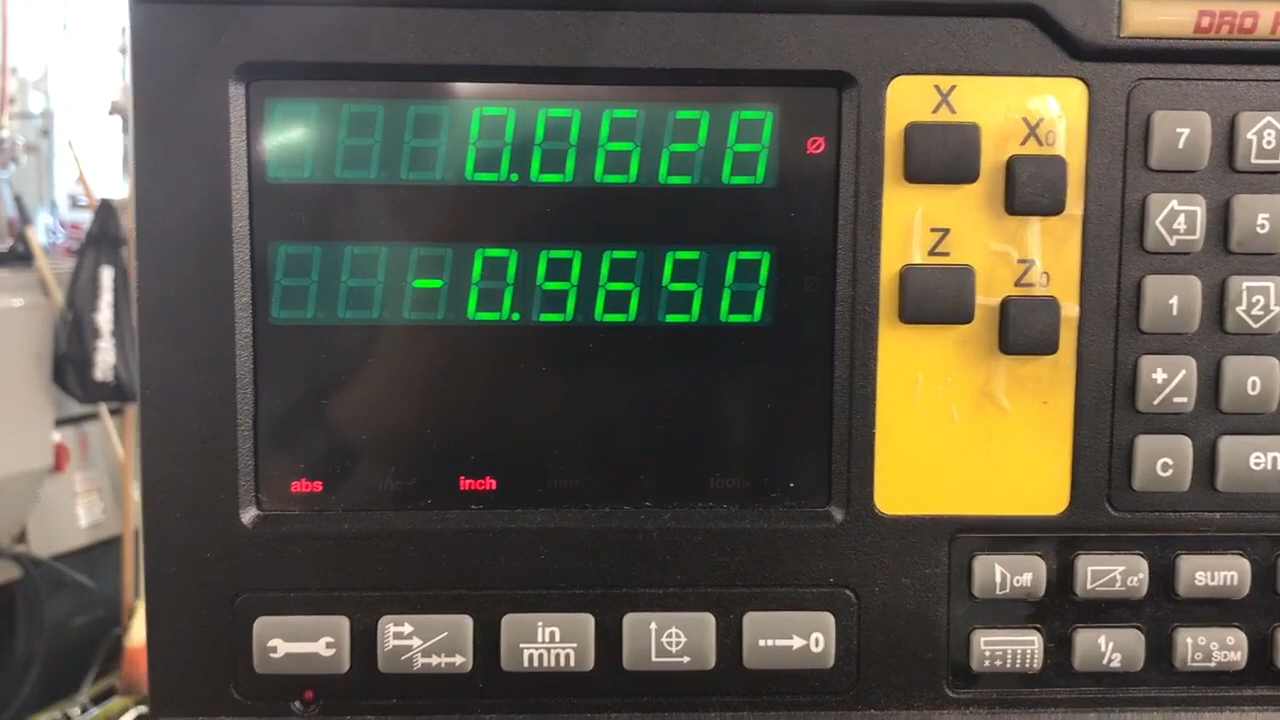 DRO
0.0628 Ø
-0.9650
abs inch
X
X0
Z
Z0
7 8
4 5
1 2
+/- 0
C en
off α° sum
in/mm 0
1/2 SDM